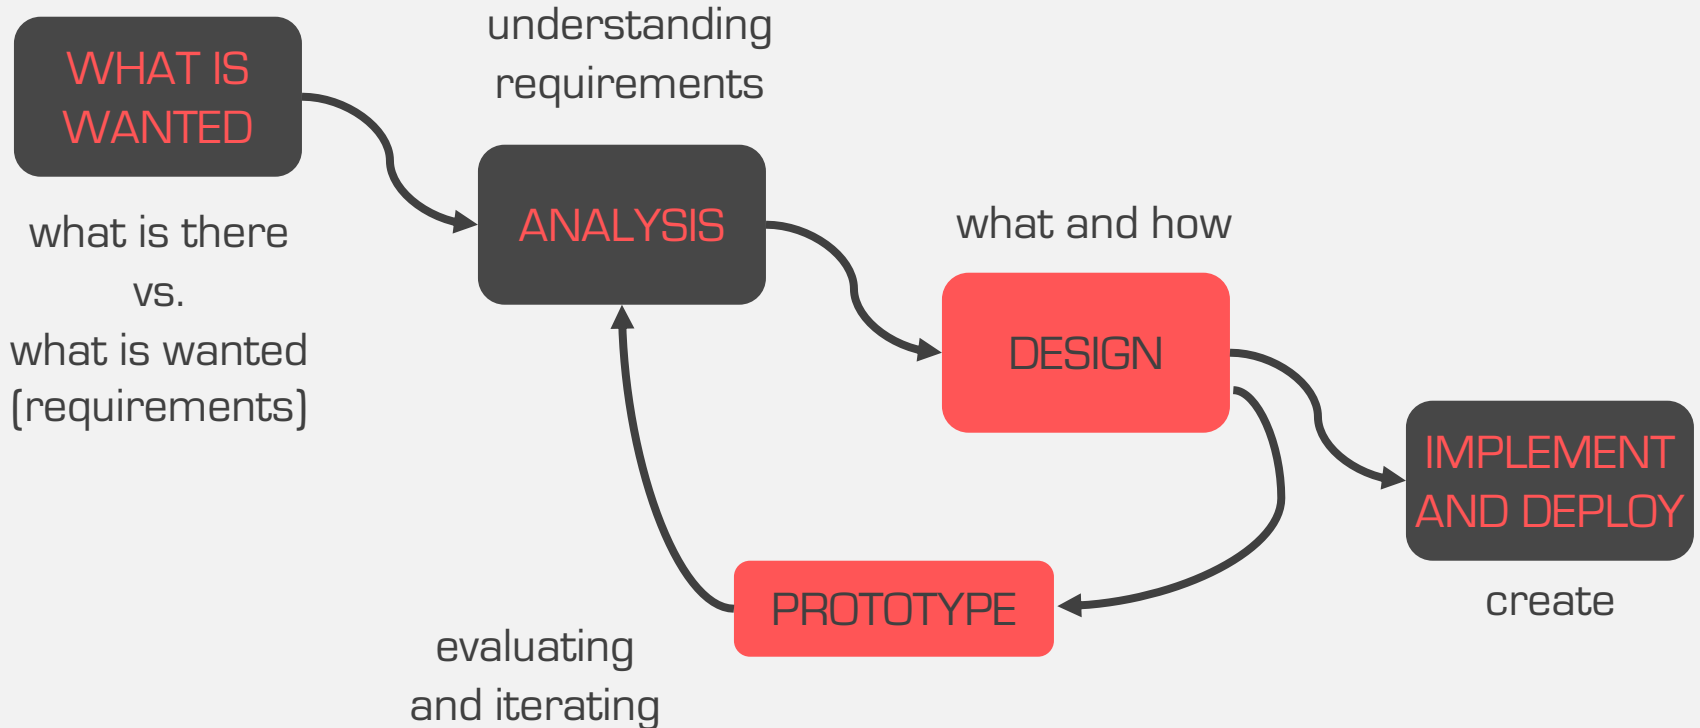 WHAT IS
WANTED
what is there
vs.
what is wanted
(requirements)
understanding
requirements
ANALYSIS
what and how
DESIGN
IMPLEMENT
AND DEPLOY
create
PROTOTYPE
evaluating
and iterating